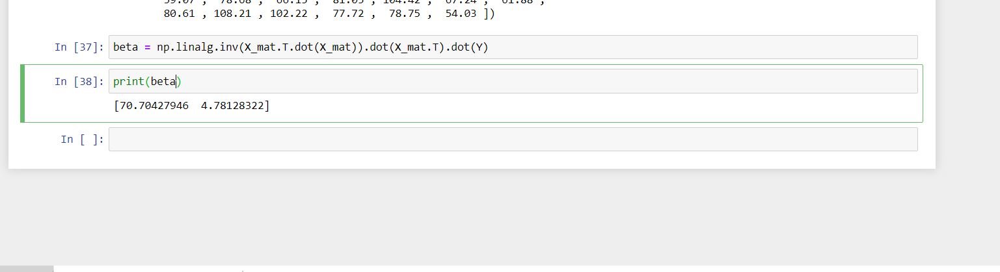 80.61 , 108.21 , 102.22 ,  77.72 ,  78.75 ,  54.03 ])
In [37]: beta = np.linalg.inv(X_mat.T.dot(X_mat)).dot(X_mat.T).dot(Y)
In [38]: print(beta)
[70.70427946  4.78128322]
In [ ]: